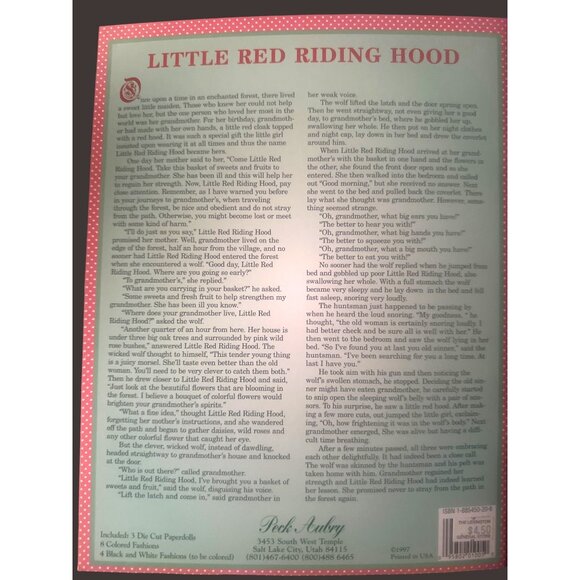 LITTLE RED RIDING HOOD
Once upon a time in an enchanted forest, there lived
a sweet little maiden. Those who knew her could not help
but love her, but the one person who loved her most in the
world was her grandmother. For her birthday, grandmoth-
er had made with her own hands, a little red cloak topped
with a red hood. It was such a special gift the little girl
insisted upon wearing it at all times and thus the name
Little Red Riding Hood became hers.
One day her mother said to her, "Come Little Red
Riding Hood. Take this basket of sweets and fruits to
your grandmother. She has been ill and this will help her
to regain her strength. Now, Little Red Riding Hood, pay
close attention. Remember, as I have warned you before
in your journeys to grandmother's, when traveling
through the forest, be nice and obedient and do not stray
from the path. Otherwise, you might become lost or meet
with some kind of harm."
"I'll do just as you say," Little Red Riding Hood
promised her mother. Well, grandmother lived on the
edge of the forest, half an hour from the village, and no
sooner had Little Red Riding Hood entered the forest
when she encountered a wolf. "Good day, Little Red
Riding Hood. Where are you going so early?"
"To grandmother's," she replied."
"What are you carrying in your basket?" he asked.
"Some sweets and fresh fruit to help strengthen my
grandmother. She has been ill you know."
"Where does your grandmother live, Little Red Riding
Hood?" asked the wolf.
"Another quarter of an hour from here. Her house is
under three big oak trees and surrounded by pink wild
rose bushes," answered Little Red Riding Hood. The
wicked wolf thought to himself, "This tender young thing
is a juicy morsel. She'll taste even better than the old
woman. You'll need to be very clever to catch them both."
Then he drew closer to Little Red Riding Hood and said,
"Just look at the beautiful flowers that are blooming in
the forest. I believe a bouquet of colorful flowers would
brighten your grandmother's spirits."
"What a fine idea," thought Little Red Riding Hood,
forgetting her mother's instructions, and she wandered
off the path and began to gather daisies, wild roses and
any other colorful flower that caught her eye.
But the clever, wicked wolf, instead of dawdling,
headed straightway to grandmother's house and knocked
at the door.
"Who is out there?" called grandmother.
"Little Red Riding Hood, I've brought you a basket of
sweets and fruit," said the wolf, disguising his voice.
"Lift the latch and come in," said grandmother in
her weak voice.
The wolf lifted the latch and the door sprung open.
Then he went straightway, not even giving her a good
day, to grandmother's bed, where he gobbled her up,
swallowing her whole. He then put on her night clothes
and night cap, lay down in her bed and drew the coverlet
around him.
When Little Red Riding Hood arrived at her grand-
mother's with the basket in one hand and the flowers in
the other, she found the front door open and so she
entered. She then walked into the bedroom and called
out "Good morning," but she received no answer. Next
she went to the bed and pulled back the coverlet. There
lay what she thought was grandmother. However, some-
thing seemed strange.
"Oh, grandmother, what big ears you have!"
"The better to hear you with!"
"Oh, grandmother, what big hands you have!"
"The better to squeeze you with!"
"Oh, grandmother, what a big mouth you have!"
"The better to eat you with!"
No sooner had the wolf replied when he jumped from
bed and gobbled up poor Little Red Riding Hood, also
swallowing her whole. With a full stomach the wolf
became very sleepy and lay down in the bed and fell
fast asleep, snoring very loudly.
The huntsman just happened to be passing by
when he heard the loud snoring. "My goodness," he
thought, "the old woman is certainly snoring loudly. I
had better check and be sure all is well with her." He
then went to the bedroom and saw the wolf lying in her
bed. "So I've found you at last you old sinner," said the
huntsman. "I've been searching for you a long time. At
last I have you."
He took aim with his gun and then noticing the
wolf's swollen stomach, he stopped. Deciding the old sin-
ner might have eaten grandmother, he carefully started
to snip open the sleeping wolf's belly with a pair of scis-
sors. To his surprise, he saw a little red hood. After mak-
ing a few more cuts, out jumped the little girl, exclaim-
ing, "Oh, how frightening it was in the wolf's body." Next
grandmother emerged. She was alive but having a diffi-
cult time breathing.
After a few minutes passed, all three were embracing
each other delightfully. It had indeed been a close call.
The wolf was skinned by the huntsman and his pelt was
taken home with him. Grandmother regained her
strength and Little Red Riding Hood had indeed learned
her lesson. She promised never to stray from the path in
the forest again.
Included: 3 Die Cut Paperdolls
8 Colored Fashions
4 Black and White Fashions (to be colored)
Peck Aubry
3453 South West Temple
Salt Lake City, Utah 84115
(801)467-6400 (800)488 6465
©1997
Printed in USA
ISBN 1-885450-20-8
$4.50